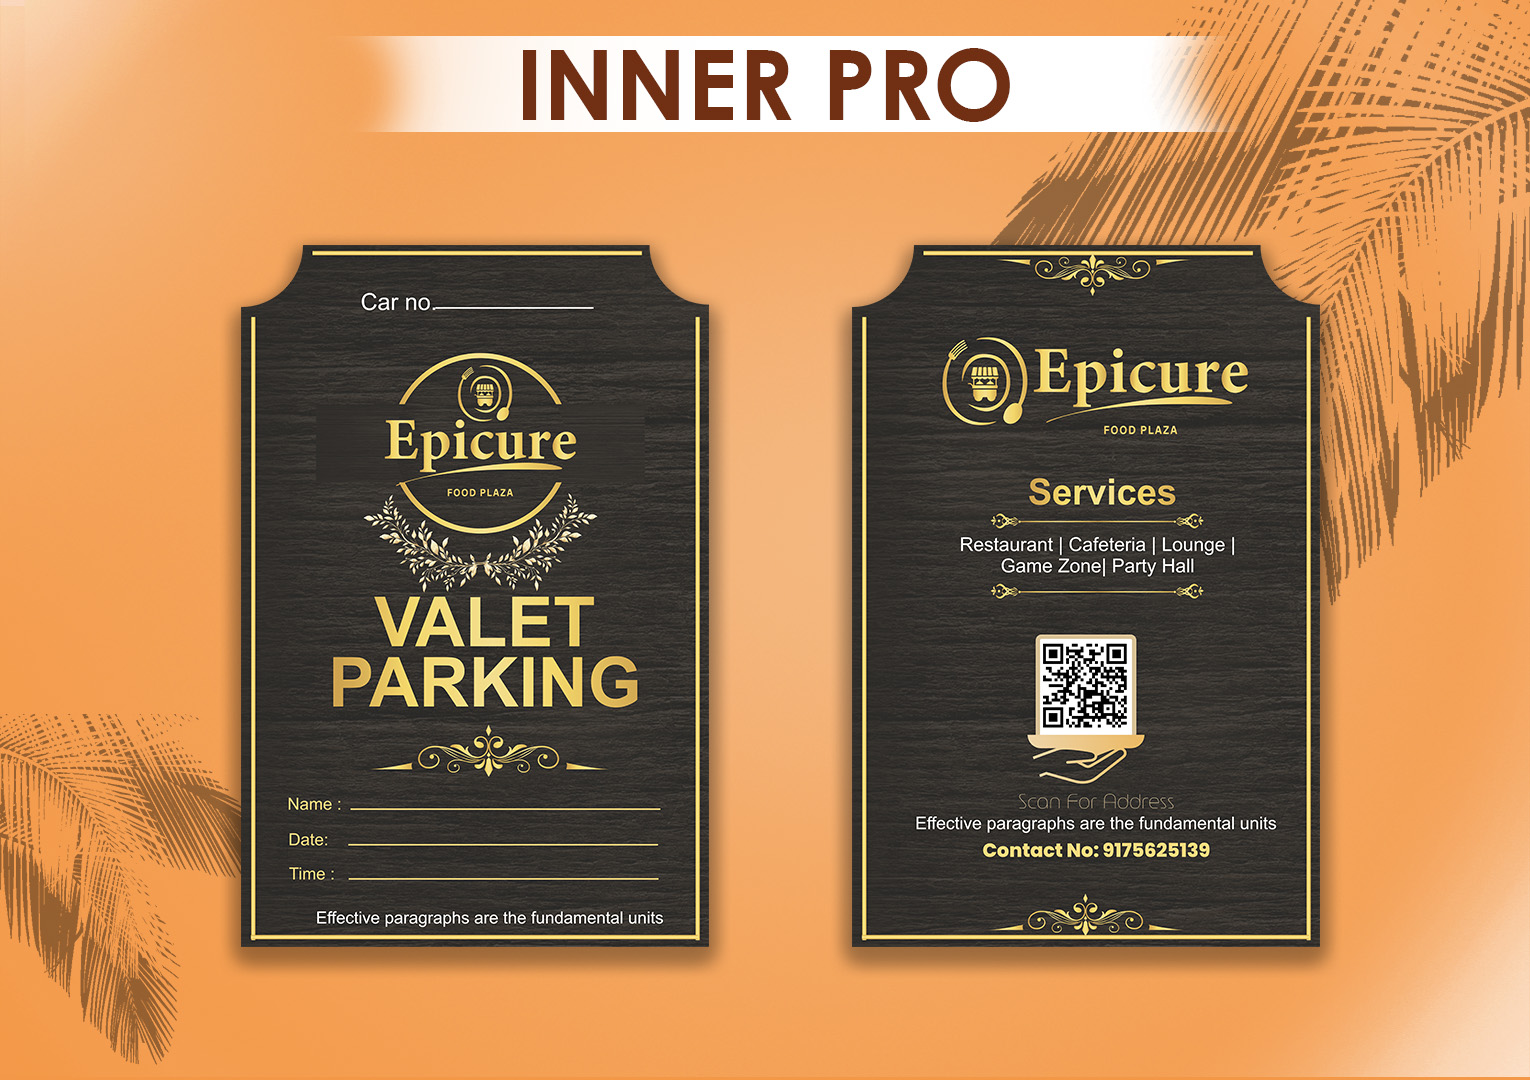 INNER PRO
Car no.
Epicure
FOOD PLAZA
VALET
PARKING
Name :
Date:
Time :
Effective paragraphs are the fundamental units
Epicure
FOOD PLAZA
Services
Restaurant | Cafeteria | Lounge |
Game Zone| Party Hall
Scan For Address
Effective paragraphs are the fundamental units
Contact No: 9175625139